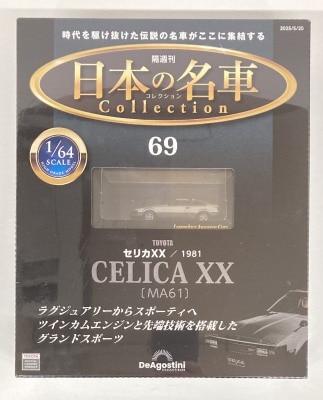 時代を駆け抜けた伝説の名車がここに集結する
2025/5/20
隔週刊
日本の名車
コレクション
Collection
1/64
SCALE
69
Legendary Japanese Cars
TOYOTA
セリカXX / 1981
CELICA XX
[MA61]
ラグジュアリーからスポーティへ
ツインカムエンジンと先端技術を搭載した
グランドスポーツ
DeAGOSTINI